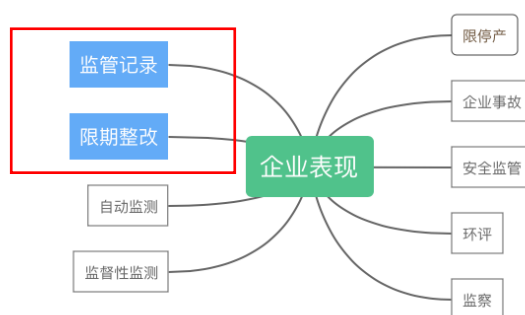 监管记录
限期整改
自动监测
监督性监测
企业表现
限停产
企业事故
安全监管
环评
监察